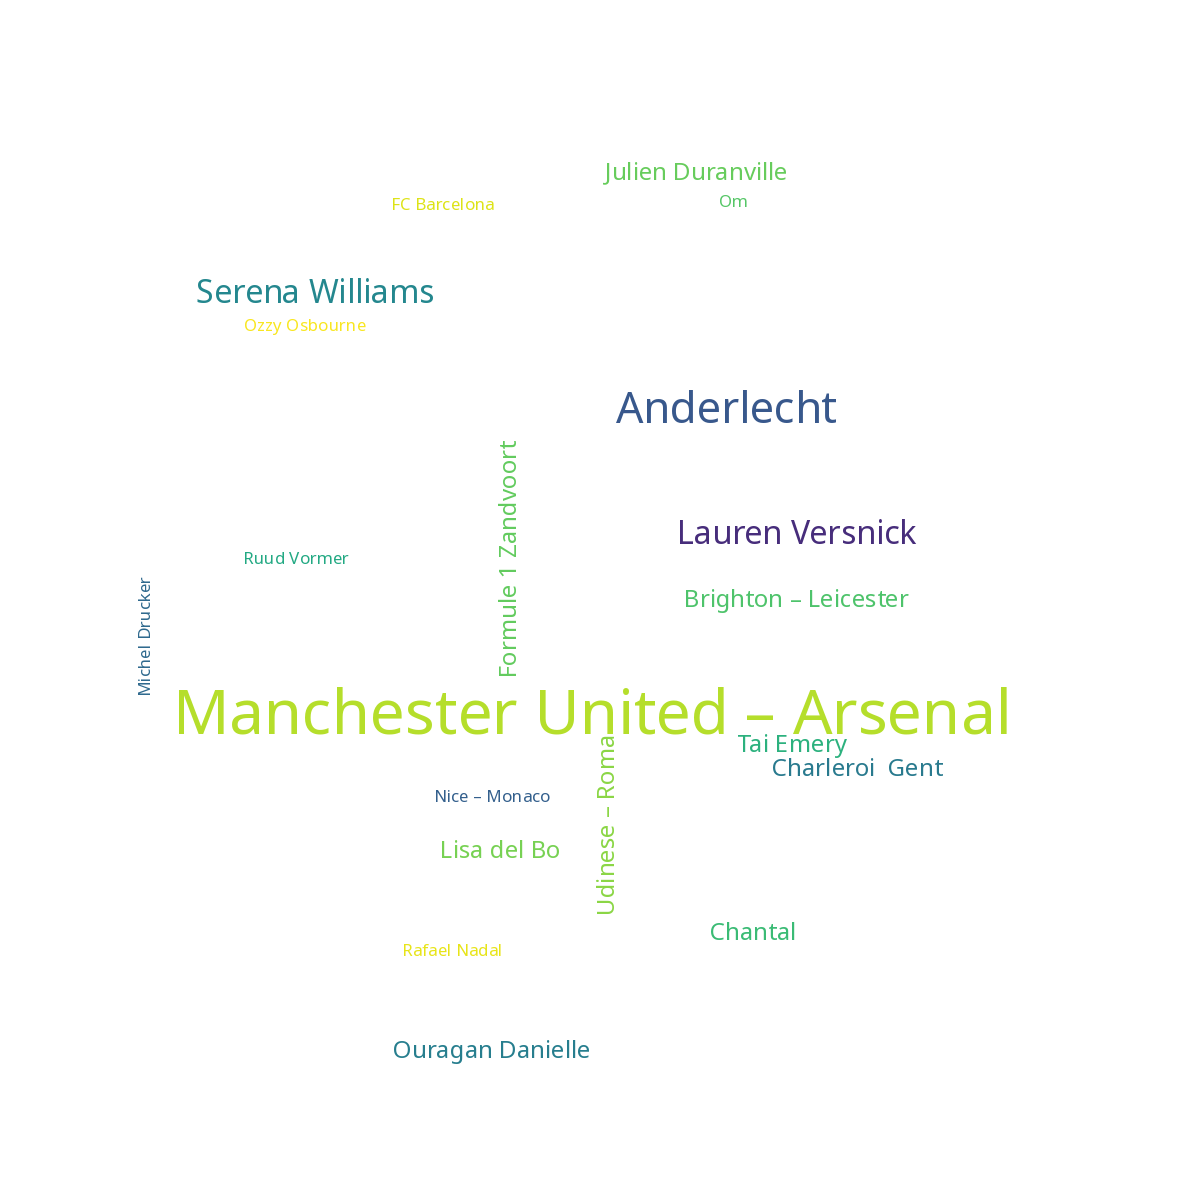 Julien Duranville
FC Barcelona
Om
Serena Williams
Ozzy Osbourne
Anderlecht
Formule 1 Zandvoort
Lauren Versnick
Ruud Vormer
Michel Drucker
Brighton – Leicester
Manchester United – Arsenal
Tai Emery
Charleroi  Gent
Udinese – Roma
Nice – Monaco
Lisa del Bo
Chantal
Rafael Nadal
Ouragan Danielle